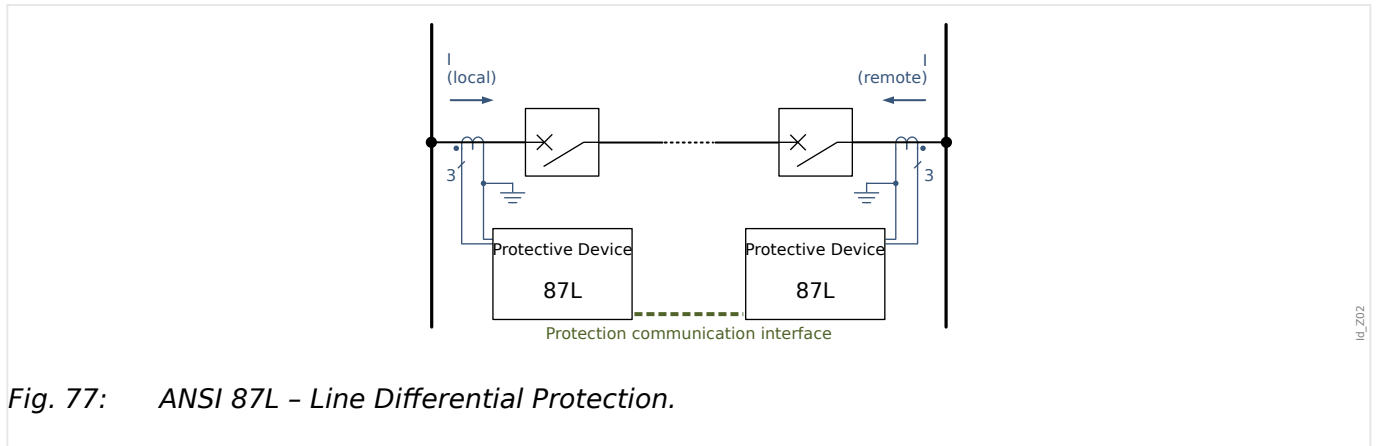 I
(local)
I
(remote)
3
3
Protective Device
87L
Protective Device
87L
Protection communication interface
Id_Z02
Fig. 77: ANSI 87L – Line Differential Protection.